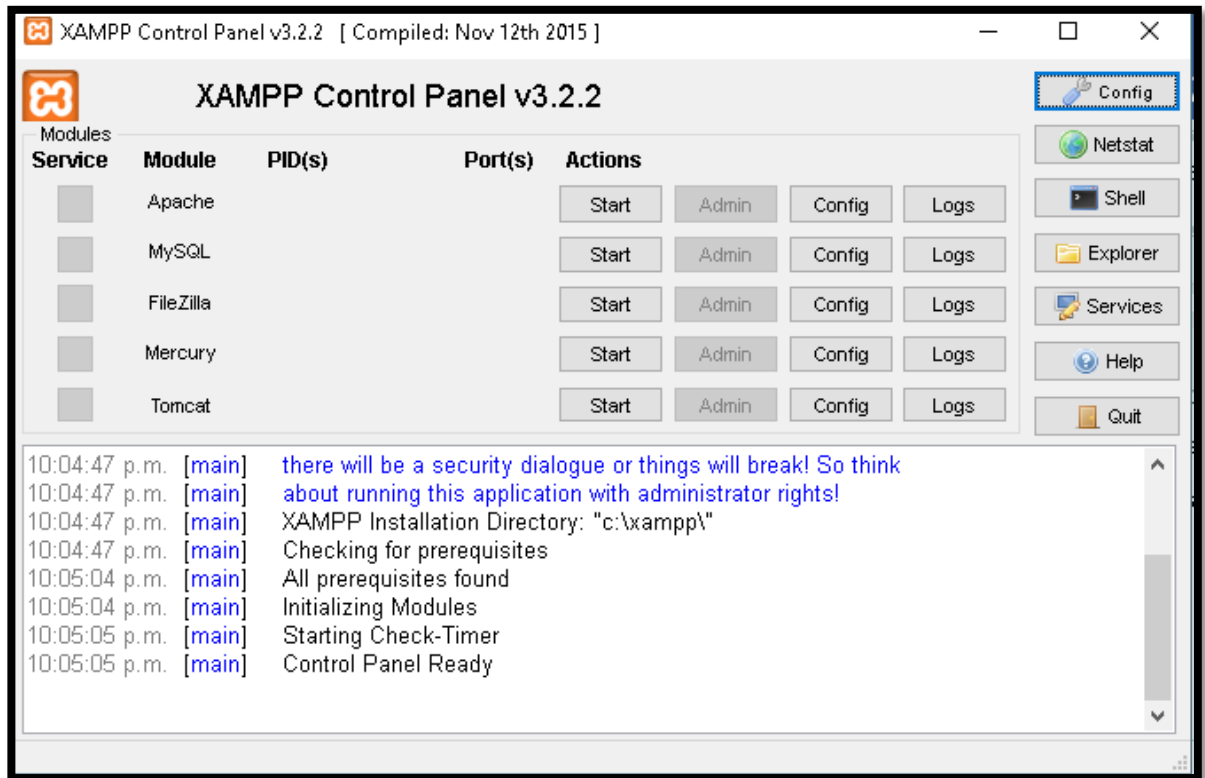 XAMPP Control Panel v3.2.2 [ Compiled: Nov 12th 2015 ]
XAMPP Control Panel v3.2.2
Config
Modules
Service Module PID(s) Port(s) Actions
Netstat
Apache Start Admin Config Logs
Shell
MySQL Start Admin Config Logs
Explorer
FileZilla Start Admin Config Logs
Services
Mercury Start Admin Config Logs
Help
Tomcat Start Admin Config Logs
Quit
10:04:47 p.m. [main] there will be a security dialogue or things will break! So think
10:04:47 p.m. [main] about running this application with administrator rights!
10:04:47 p.m. [main] XAMPP Installation Directory: "c:\xampp\"
10:04:47 p.m. [main] Checking for prerequisites
10:05:04 p.m. [main] All prerequisites found
10:05:04 p.m. [main] Initializing Modules
10:05:05 p.m. [main] Starting Check-Timer
10:05:05 p.m. [main] Control Panel Ready